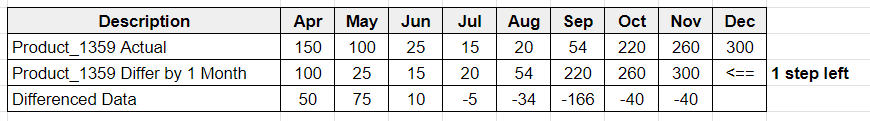 Description Apr May Jun Jul Aug Sep Oct Nov Dec
Product_1359 Actual 150 100 25 15 20 54 220 260 300
Product_1359 Differ by 1 Month 100 25 15 20 54 220 260 300 <== 1 step left
Differenced Data 50 75 10 -5 -34 -166 -40 -40